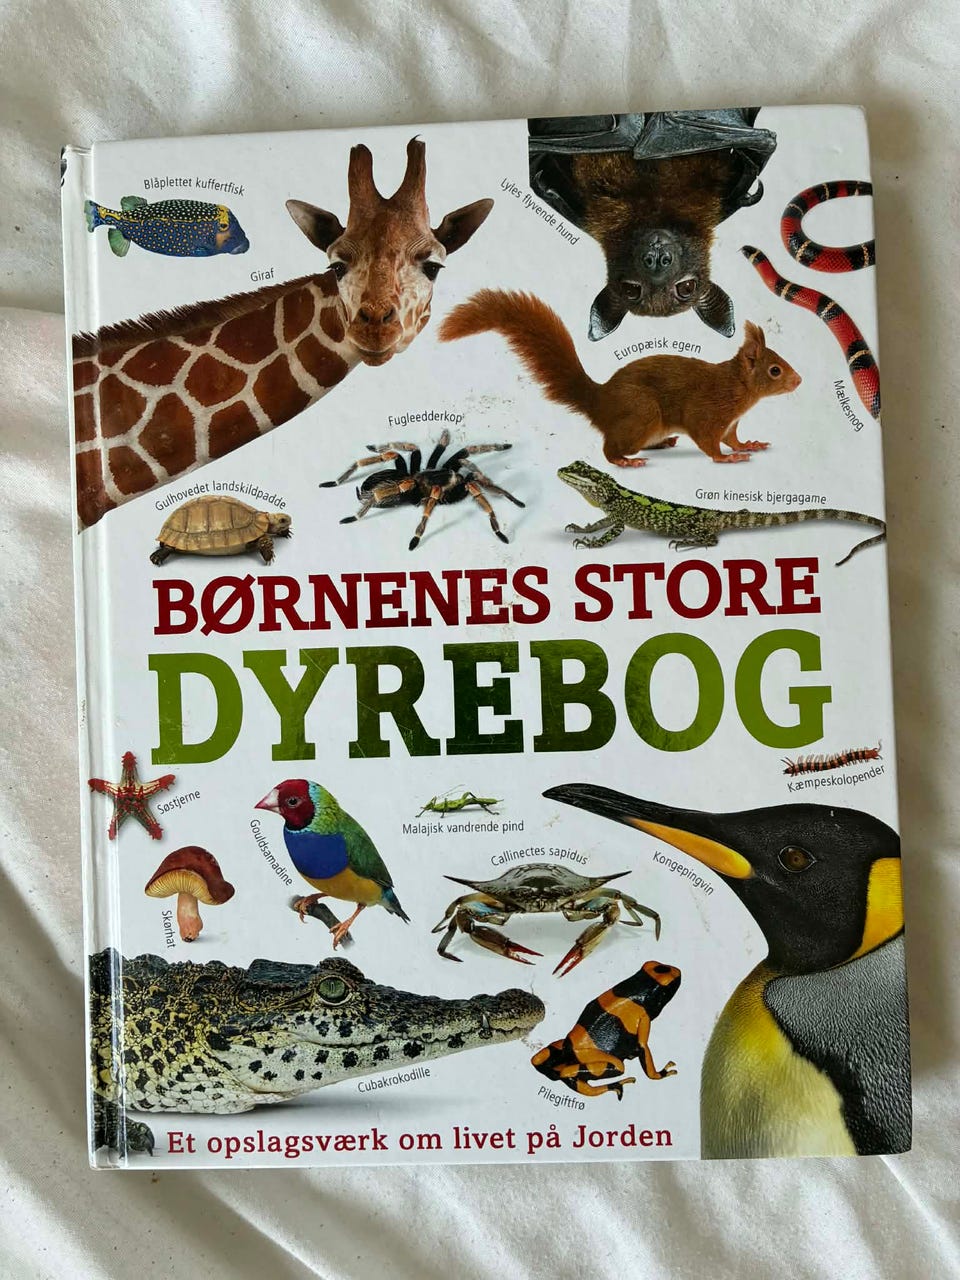 Blåplettet kuffertfisk
Giraf
Lyles flyvende hund
Europæisk egern
Mælkesnog
Fugleedderkop
Gulhovedet landskildpadde
Grøn kinesisk bjergagame
BØRNENES STORE
DYREBOG
Søstjerne
Gouldsamadine
Malajisk vandrende pind
Kæmpeskolopender
Callinectes sapidus
Kongepingvin
Skørhat
Cubakrokodille
Pilegiftfrø
Et opslagsværk om livet på Jorden